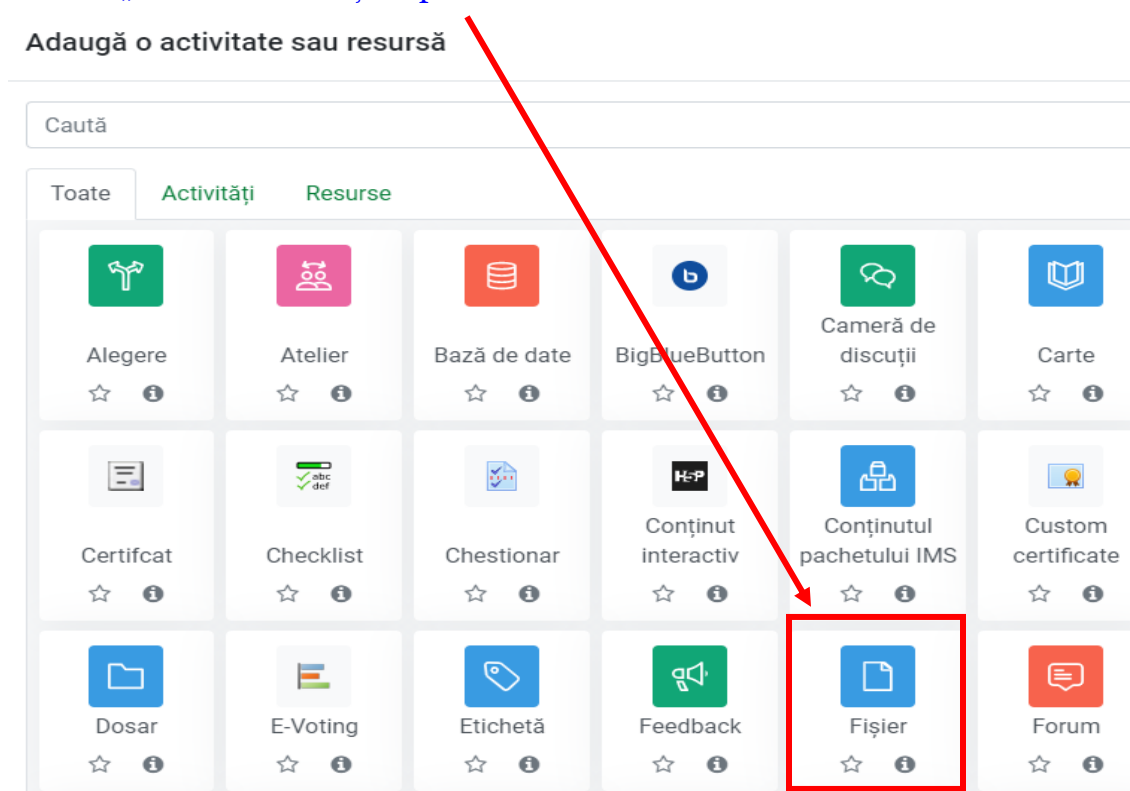 Adaugă o activitate sau resursă
Caută
Toate Activități Resurse
Alegere Atelier Bază de date BigBlueButton Cameră de discuții Carte
Certifcat Checklist Chestionar Conținut interactiv Conținutul pachetului IMS Custom certificate
abc
def
H-P
Dosar E-Voting Etichetă Feedback Fișier Forum